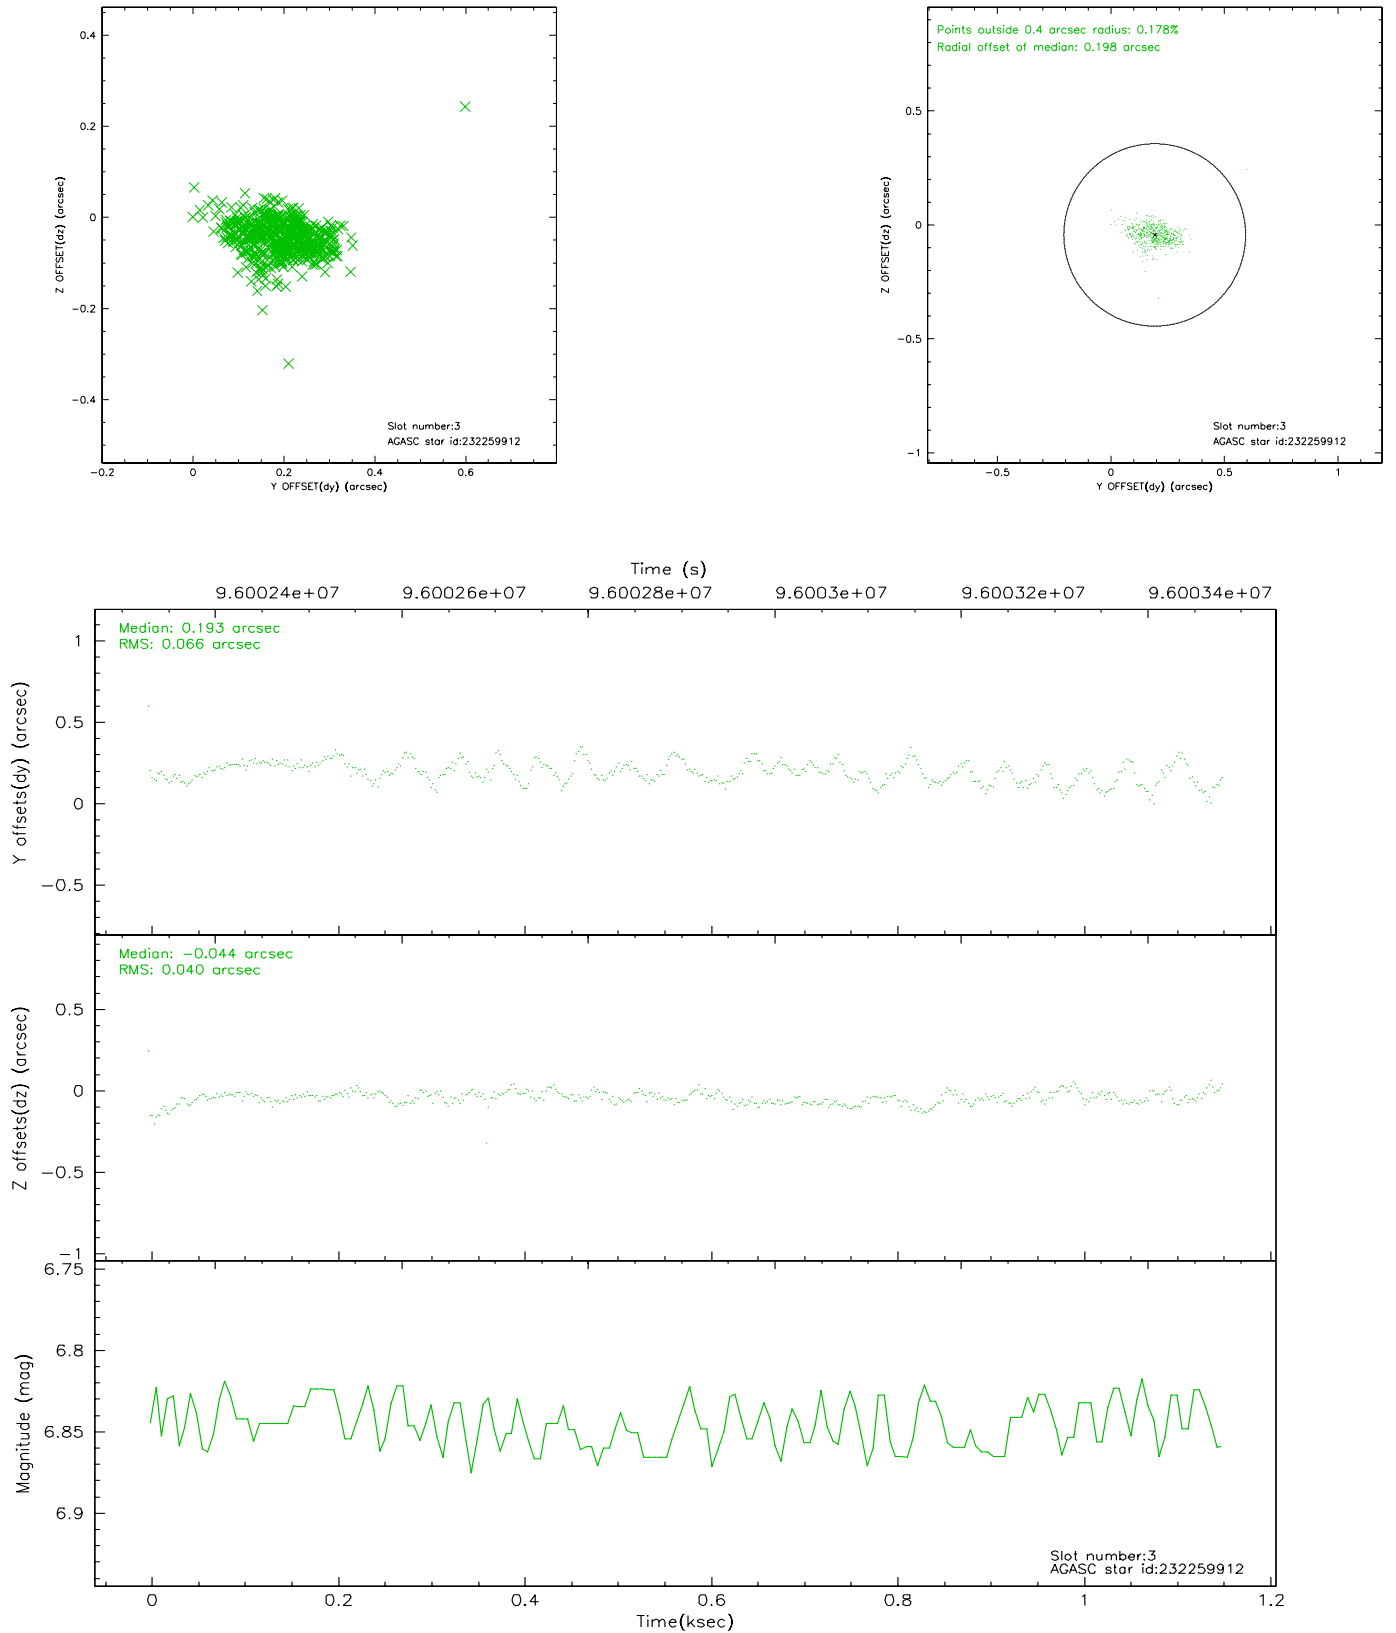 0.4
0.2
0
−0.2
−0.4
Z OFFSET(dz) (arcsec)
Slot number:3
AGASC star id:232259912
−0.2 0 0.2 0.4 0.6
Y OFFSET(dy) (arcsec)
Points outside 0.4 arcsec radius: 0.178%
Radial offset of median: 0.198 arcsec
0.5
0
−0.5
−1
Z OFFSET(dz) (arcsec)
Slot number:3
AGASC star id:232259912
−0.5 0 0.5 1
Y OFFSET(dy) (arcsec)
Time (s)
9.60024e+07 9.60026e+07 9.60028e+07 9.6003e+07 9.60032e+07 9.60034e+07
Median: 0.193 arcsec
RMS: 0.066 arcsec
1
0.5
0
−0.5
Y offsets(dy) (arcsec)
Median: −0.044 arcsec
RMS: 0.040 arcsec
0.5
0
−0.5
−1
Z offsets(dz) (arcsec)
6.75
6.8
6.85
6.9
Magnitude (mag)
Slot number:3
AGASC star id:232259912
0 0.2 0.4 0.6 0.8 1 1.2
Time(ksec)